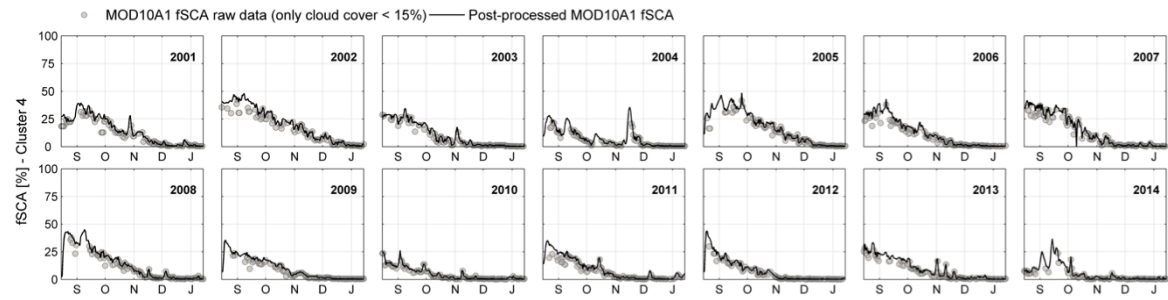 MOD10A1 fSCA raw data (only cloud cover < 15%) Post-processed MOD10A1 fSCA
fSCA [%] - Cluster 4
100 2001 2002 2003 2004 2005 2006 2007
75
50
25
0
S O N D J S O N D J S O N D J S O N D J S O N D J S O N D J S O N D J
100 2008 2009 2010 2011 2012 2013 2014
75
50
25
0
S O N D J S O N D J S O N D J S O N D J S O N D J S O N D J S O N D J